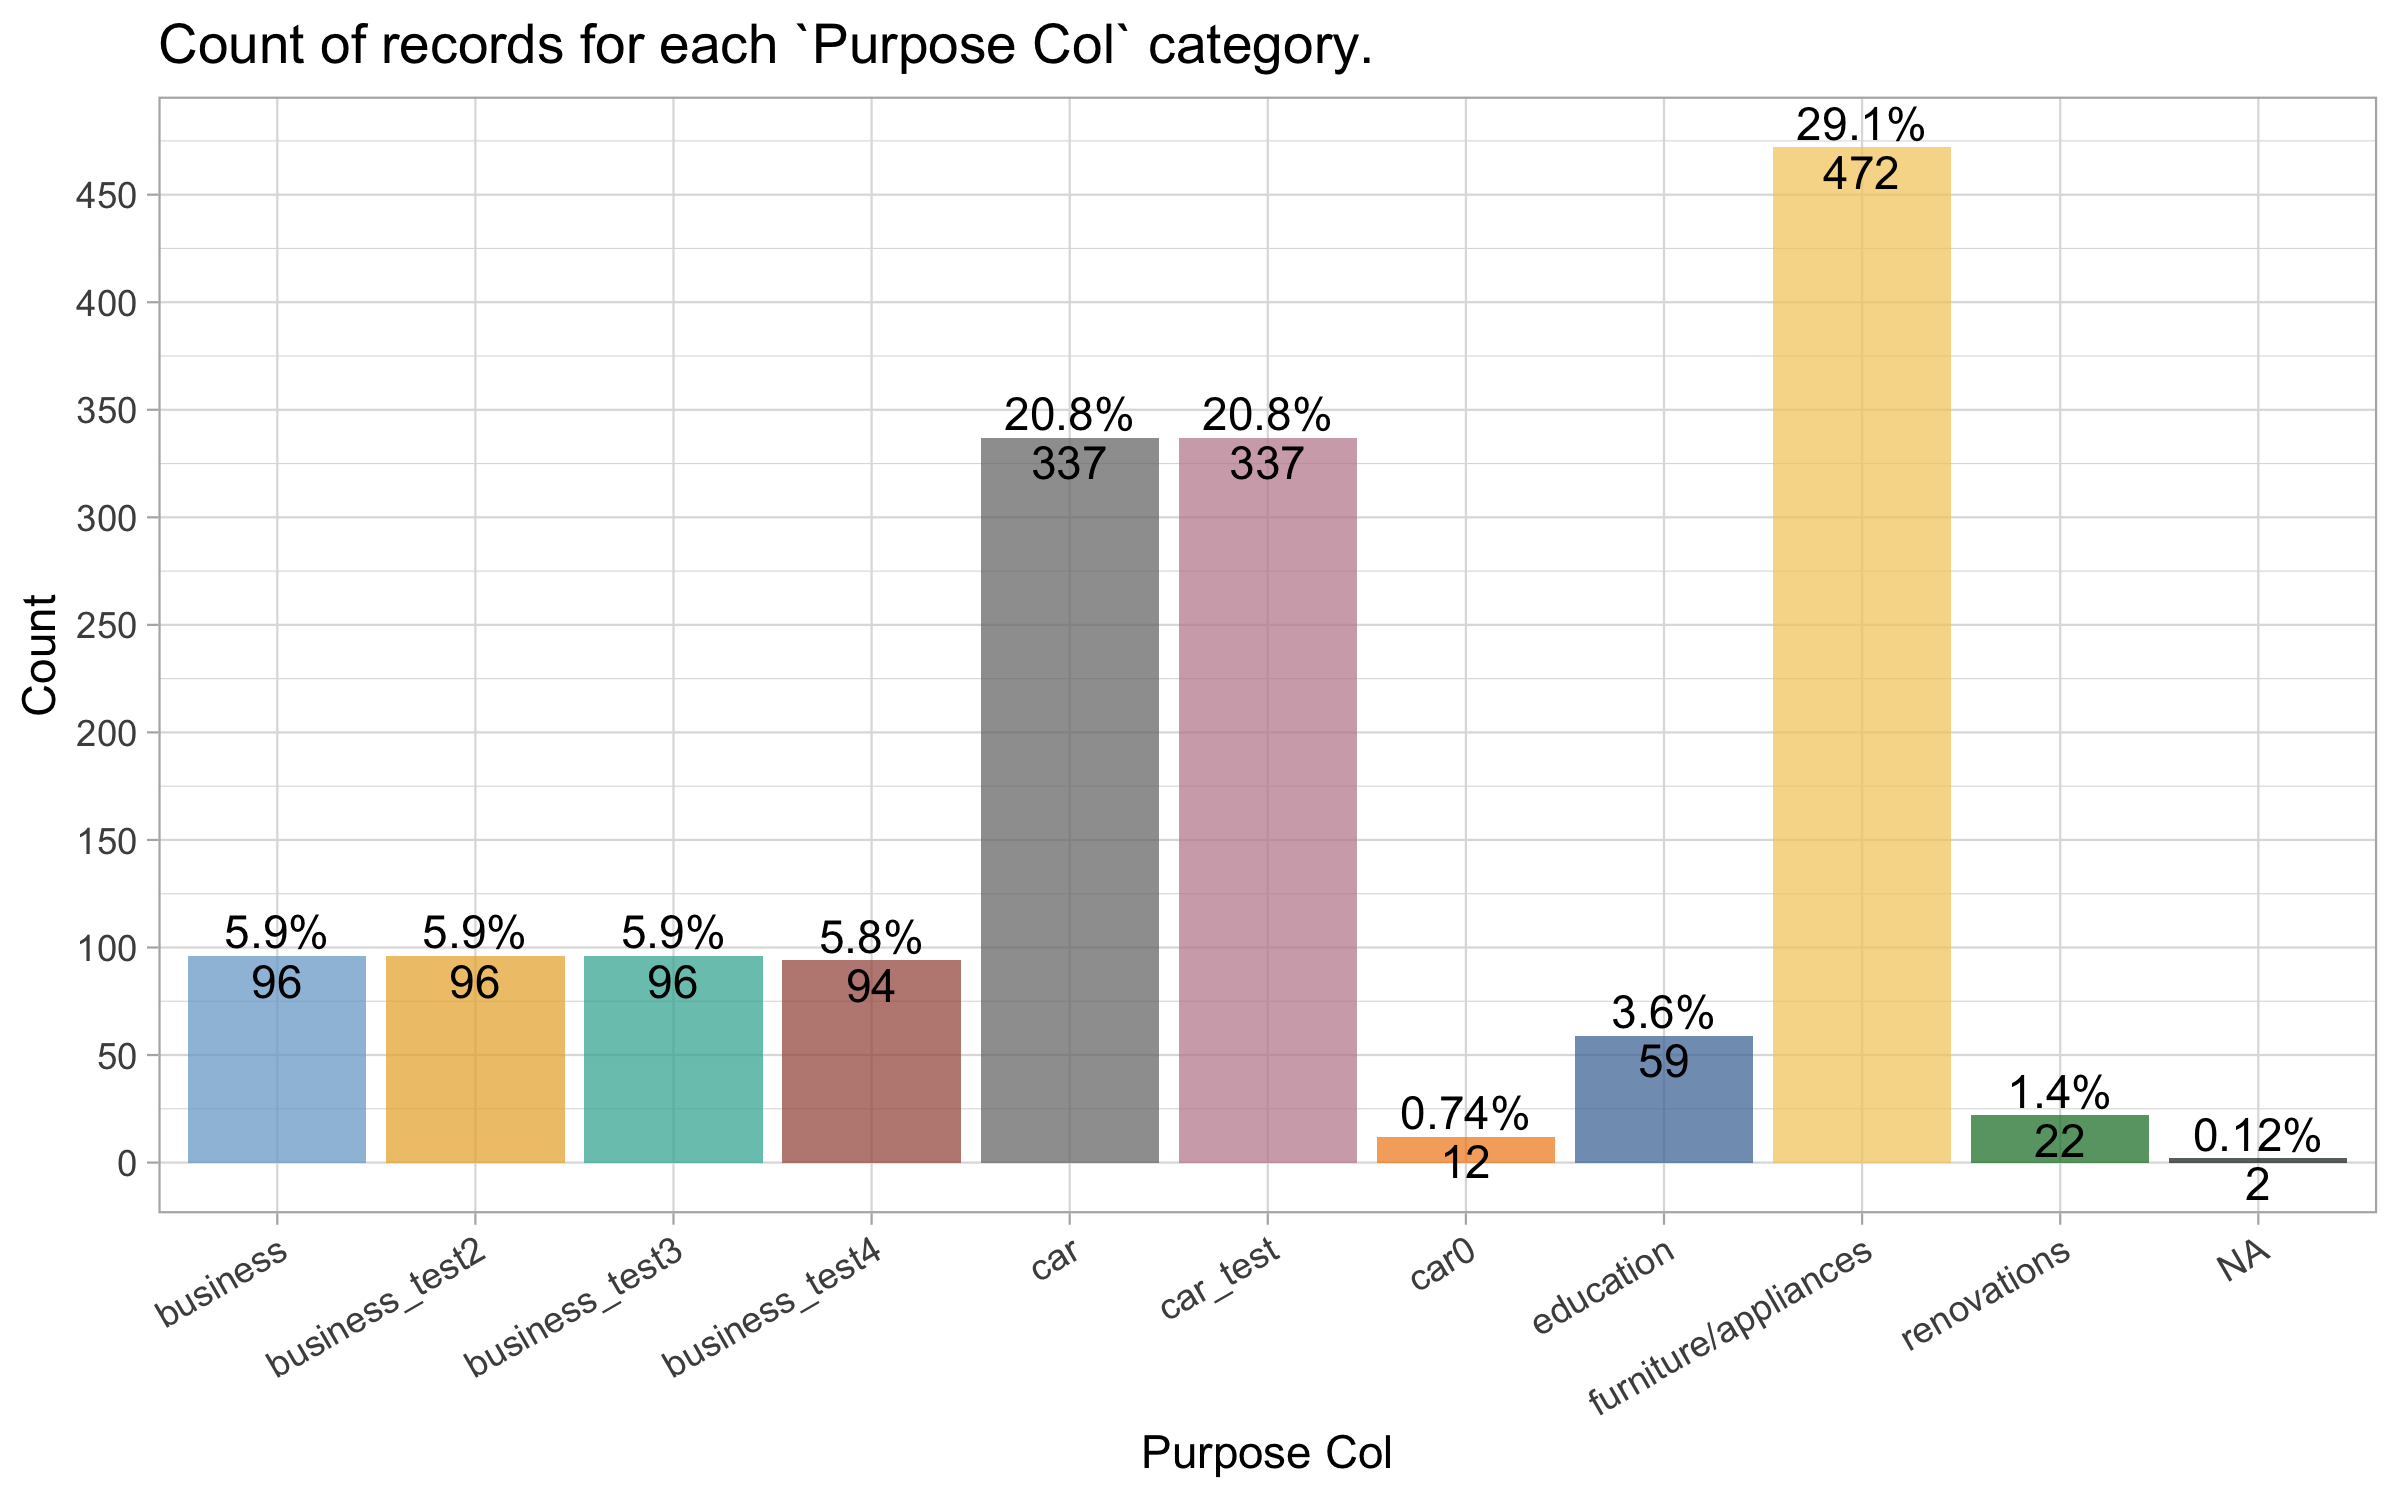 Count of records for each `Purpose Col` category.
29.1%
472
450
400
20.8% 20.8%
350
337 337
300
250
Count
200
150
5.9% 5.9% 5.9% 5.8%
100
96 96 96 94
3.6%
50
59
0.74%
12
1.4%
22
0.12%
2
0
business
business_test2
business_test3
business_test4
car
car_test
car0
education
furniture/appliances
renovations
NA
Purpose Col